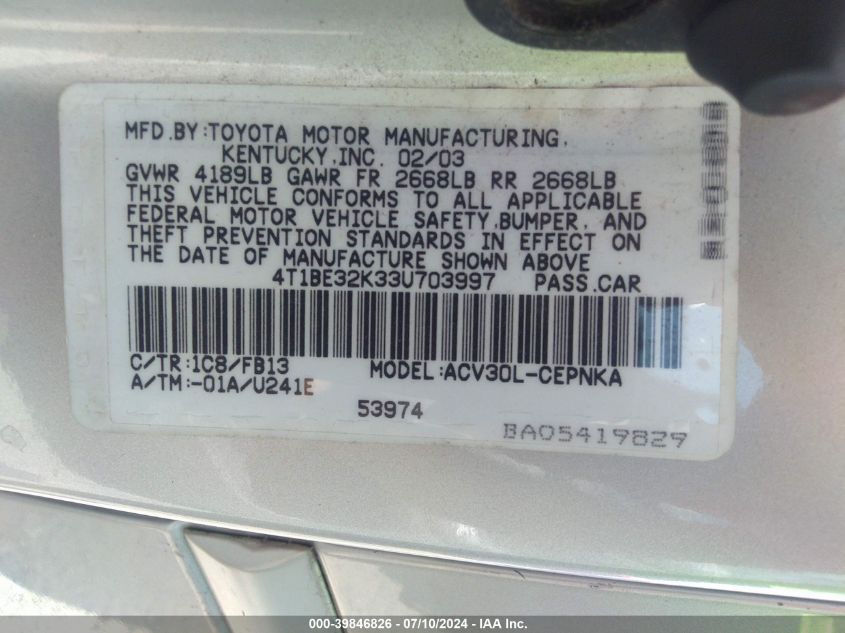 MFD.BY:TOYOTA MOTOR MANUFACTURING,
KENTUCKY,INC. 02/03
GVWR 4189LB GAWR FR 2668LB RR 2668LB
THIS VEHICLE CONFORMS TO ALL APPLICABLE
FEDERAL MOTOR VEHICLE SAFETY,BUMPER, AND
THEFT PREVENTION STANDARDS IN EFFECT ON
THE DATE OF MANUFACTURE SHOWN ABOVE
4T1BE32K33U703997 PASS.CAR
C/TR:1C8/FB13 MODEL:ACV30L-CEPNKA
A/TM:-01A/U241E
53974
BA05419829
000-39846826 - 07/10/2024 - IAA, Inc.